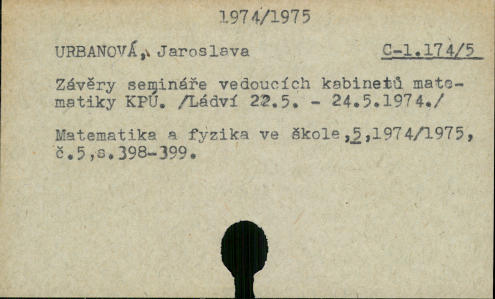 1974/1975
URBANOVÁ, Jaroslava C-1.174/5
Závěry semináře vedoucích kabinetů mate-
matiky KPÚ. /Ládví 22.5. - 24.5.1974./
Matematika a fyzika ve škole,5,1974/1975,
č.5,s.398-399.